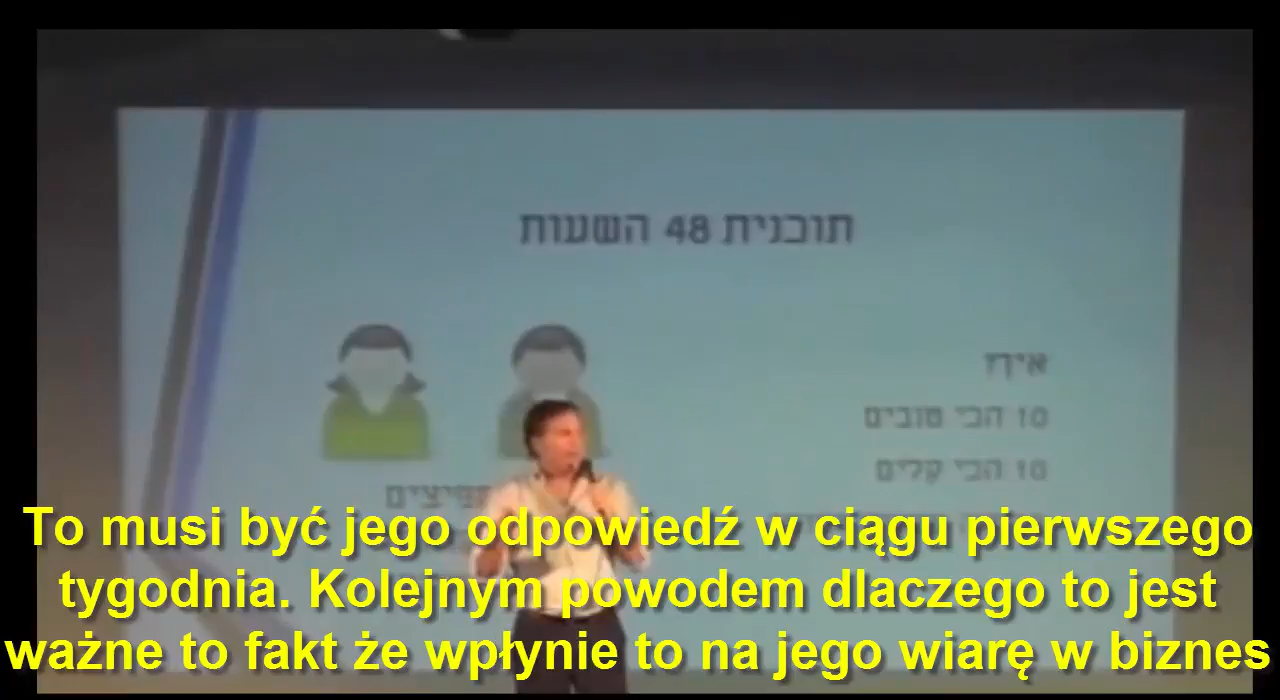 תוכנית 48 השעות
איך?
10 הכי טובים
10 הכי קלים
To musi być jego odpowiedź w ciągu pierwszego
tygodnia. Kolejnym powodem dlaczego to jest
ważne to fakt że wpłynie to na jego wiarę w biznes